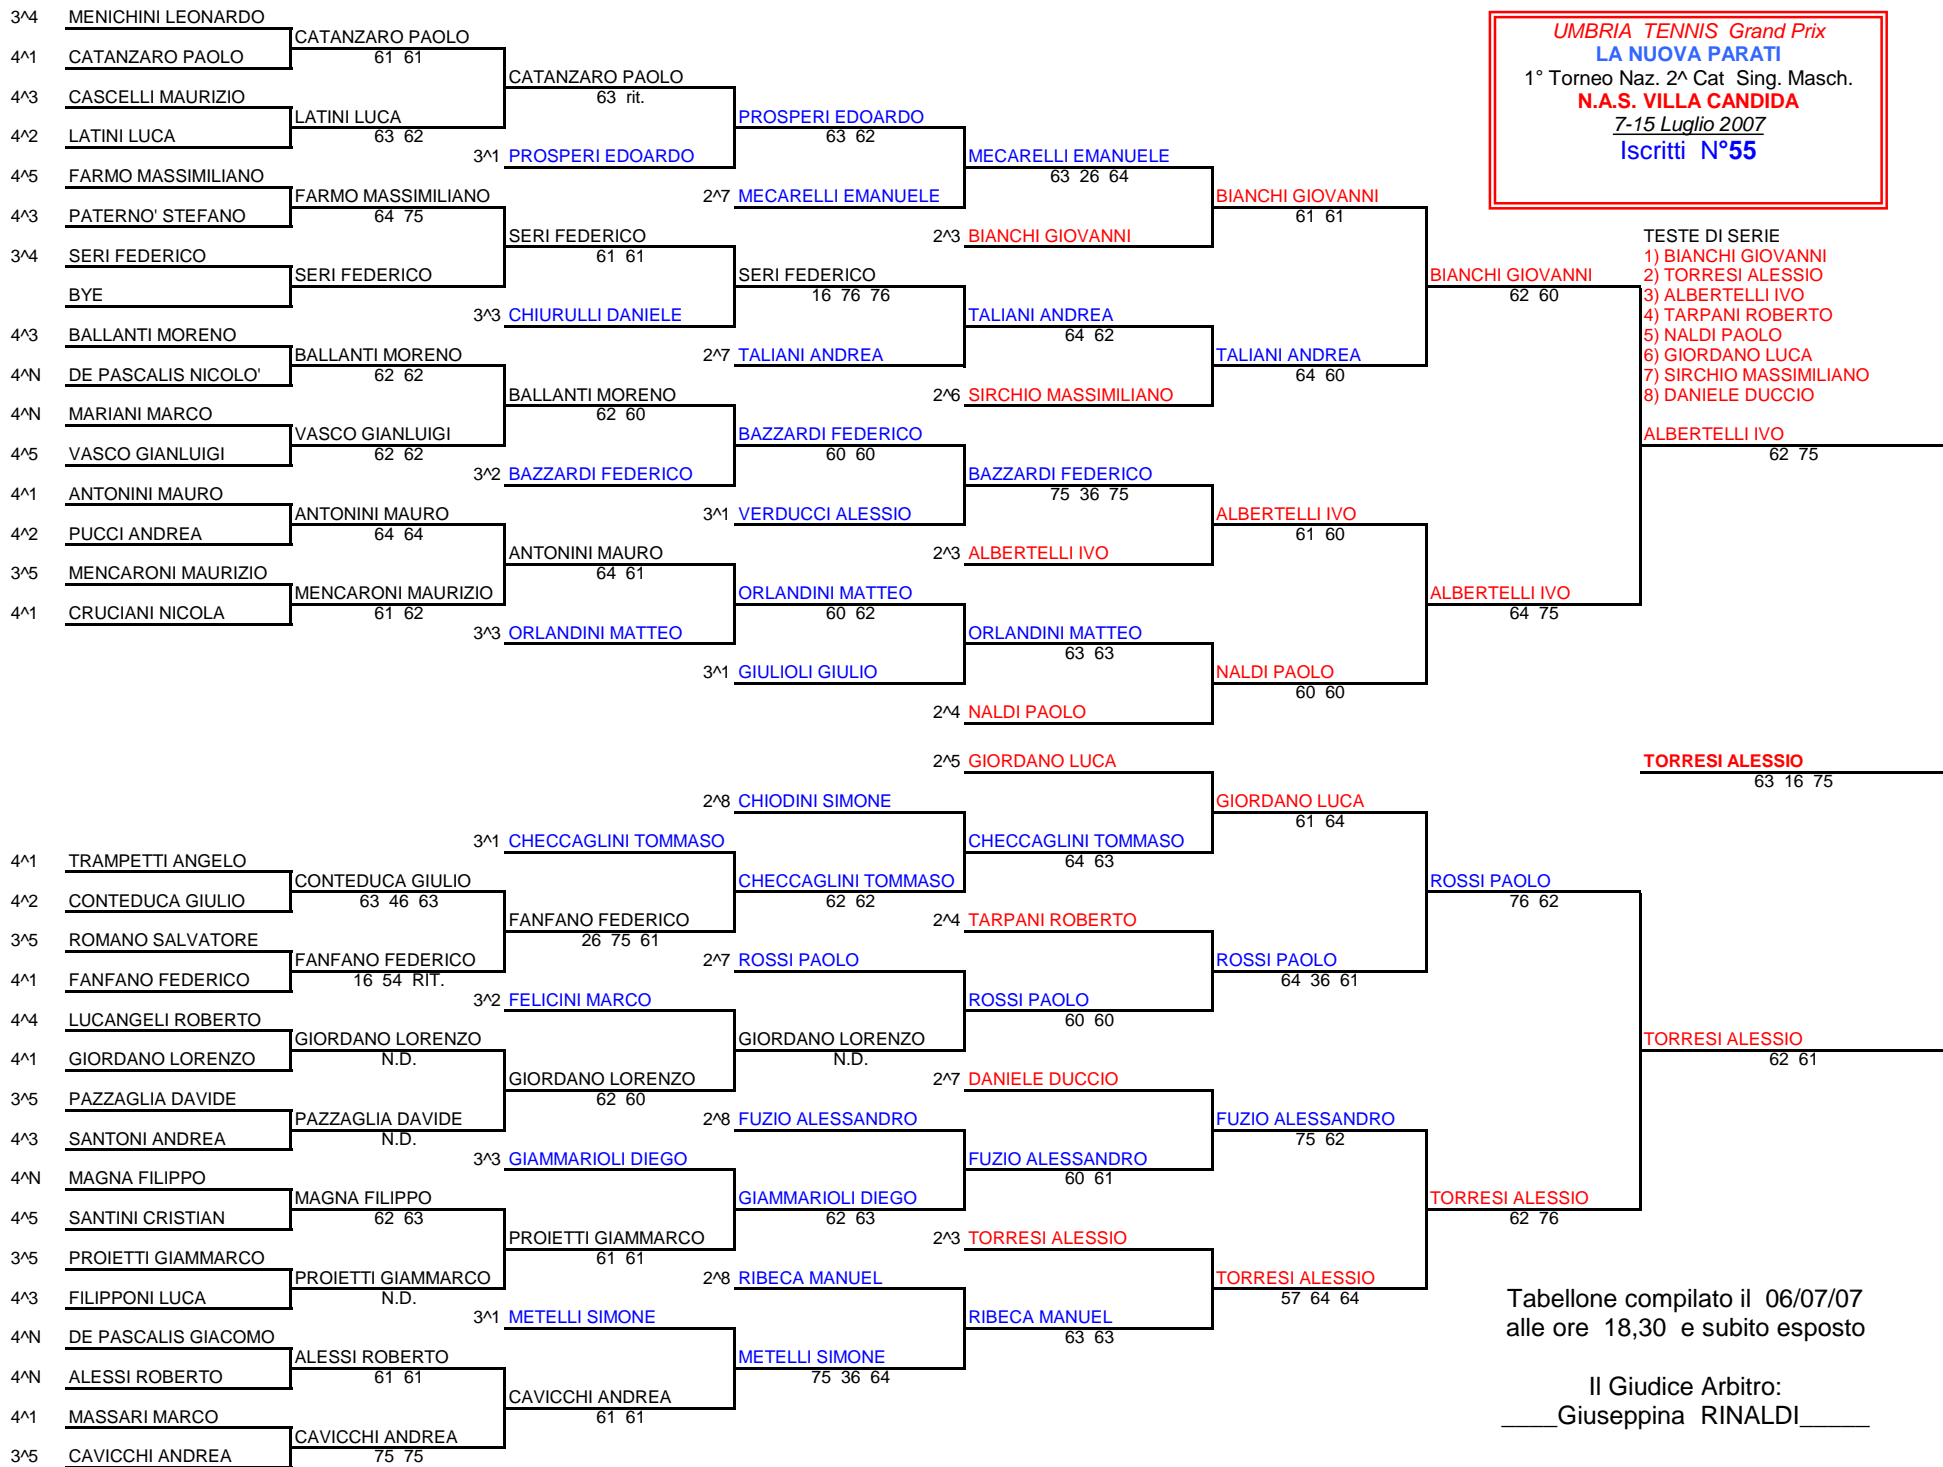 3^4 MENICHINI LEONARDO
CATANZARO PAOLO
4^1 CATANZARO PAOLO
61 61
CATANZARO PAOLO
63 rit.
4^3 CASCELLI MAURIZIO
LATINI LUCA
4^2 LATINI LUCA
63 62
PROSPERI EDOARDO
63 62
3^1 PROSPERI EDOARDO
MECARELLI EMANUELE
63 26 64
4^5 FARMO MASSIMILIANO
FARMO MASSIMILIANO
4^3 PATERNO' STEFANO
64 75
2^7 MECARELLI EMANUELE
BIANCHI GIOVANNI
61 61
SERI FEDERICO
61 61
2^3 BIANCHI GIOVANNI
3^4 SERI FEDERICO
SERI FEDERICO
BYE
SERI FEDERICO
16 76 76
BIANCHI GIOVANNI
62 60
3^3 CHIURULLI DANIELE
TALIANI ANDREA
64 62
4^3 BALLANTI MORENO
BALLANTI MORENO
4^N DE PASCALIS NICOLO'
62 62
2^7 TALIANI ANDREA
TALIANI ANDREA
64 60
BALLANTI MORENO
62 60
2^6 SIRCHIO MASSIMILIANO
4^N MARIANI MARCO
VASCO GIANLUIGI
4^5 VASCO GIANLUIGI
62 62
BAZZARDI FEDERICO
60 60
ALBERTELLI IVO
62 75
3^2 BAZZARDI FEDERICO
BAZZARDI FEDERICO
75 36 75
4^1 ANTONINI MAURO
ANTONINI MAURO
4^2 PUCCI ANDREA
64 64
3^1 VERDUCCI ALESSIO
ALBERTELLI IVO
61 60
ANTONINI MAURO
64 61
2^3 ALBERTELLI IVO
3^5 MENCARONI MAURIZIO
MENCARONI MAURIZIO
4^1 CRUCIANI NICOLA
61 62
ORLANDINI MATTEO
60 62
ALBERTELLI IVO
64 75
3^3 ORLANDINI MATTEO
ORLANDINI MATTEO
63 63
3^1 GIULIOLI GIULIO
NALDI PAOLO
60 60
2^4 NALDI PAOLO
UMBRIA TENNIS Grand Prix
LA NUOVA PARATI
1° Torneo Naz. 2^ Cat Sing. Masch.
N.A.S. VILLA CANDIDA
7-15 Luglio 2007
Iscritti N°55
TESTE DI SERIE
1) BIANCHI GIOVANNI
2) TORRESI ALESSIO
3) ALBERTELLI IVO
4) TARPANI ROBERTO
5) NALDI PAOLO
6) GIORDANO LUCA
7) SIRCHIO MASSIMILIANO
8) DANIELE DUCCIO
2^5 GIORDANO LUCA
TORRESI ALESSIO
63 16 75
2^8 CHIODINI SIMONE
GIORDANO LUCA
61 64
3^1 CHECCAGLINI TOMMASO
CHECCAGLINI TOMMASO
64 63
4^1 TRAMPETTI ANGELO
CONTEDUCA GIULIO
4^2 CONTEDUCA GIULIO
63 46 63
CHECCAGLINI TOMMASO
62 62
ROSSI PAOLO
76 62
FANFANO FEDERICO
26 75 61
2^4 TARPANI ROBERTO
3^5 ROMANO SALVATORE
FANFANO FEDERICO
4^1 FANFANO FEDERICO
16 54 RIT.
2^7 ROSSI PAOLO
ROSSI PAOLO
64 36 61
3^2 FELICINI MARCO
ROSSI PAOLO
60 60
4^4 LUCANGELI ROBERTO
GIORDANO LORENZO
4^1 GIORDANO LORENZO
N.D.
GIORDANO LORENZO
N.D.
TORRESI ALESSIO
62 61
GIORDANO LORENZO
62 60
2^7 DANIELE DUCCIO
3^5 PAZZAGLIA DAVIDE
PAZZAGLIA DAVIDE
4^3 SANTONI ANDREA
N.D.
2^8 FUZIO ALESSANDRO
FUZIO ALESSANDRO
75 62
3^3 GIAMMARIOLI DIEGO
FUZIO ALESSANDRO
60 61
4^N MAGNA FILIPPO
MAGNA FILIPPO
4^5 SANTINI CRISTIAN
62 63
GIAMMARIOLI DIEGO
62 63
TORRESI ALESSIO
62 76
PROIETTI GIAMMARCO
61 61
2^3 TORRESI ALESSIO
3^5 PROIETTI GIAMMARCO
PROIETTI GIAMMARCO
4^3 FILIPPONI LUCA
N.D.
2^8 RIBECA MANUEL
TORRESI ALESSIO
57 64 64
3^1 METELLI SIMONE
RIBECA MANUEL
63 63
4^N DE PASCALIS GIACOMO
ALESSI ROBERTO
4^N ALESSI ROBERTO
61 61
METELLI SIMONE
75 36 64
CAVICCHI ANDREA
61 61
4^1 MASSARI MARCO
CAVICCHI ANDREA
3^5 CAVICCHI ANDREA
75 75
Tabellone compilato il 06/07/07
alle ore 18,30 e subito esposto
Il Giudice Arbitro:
____Giuseppina RINALDI_____